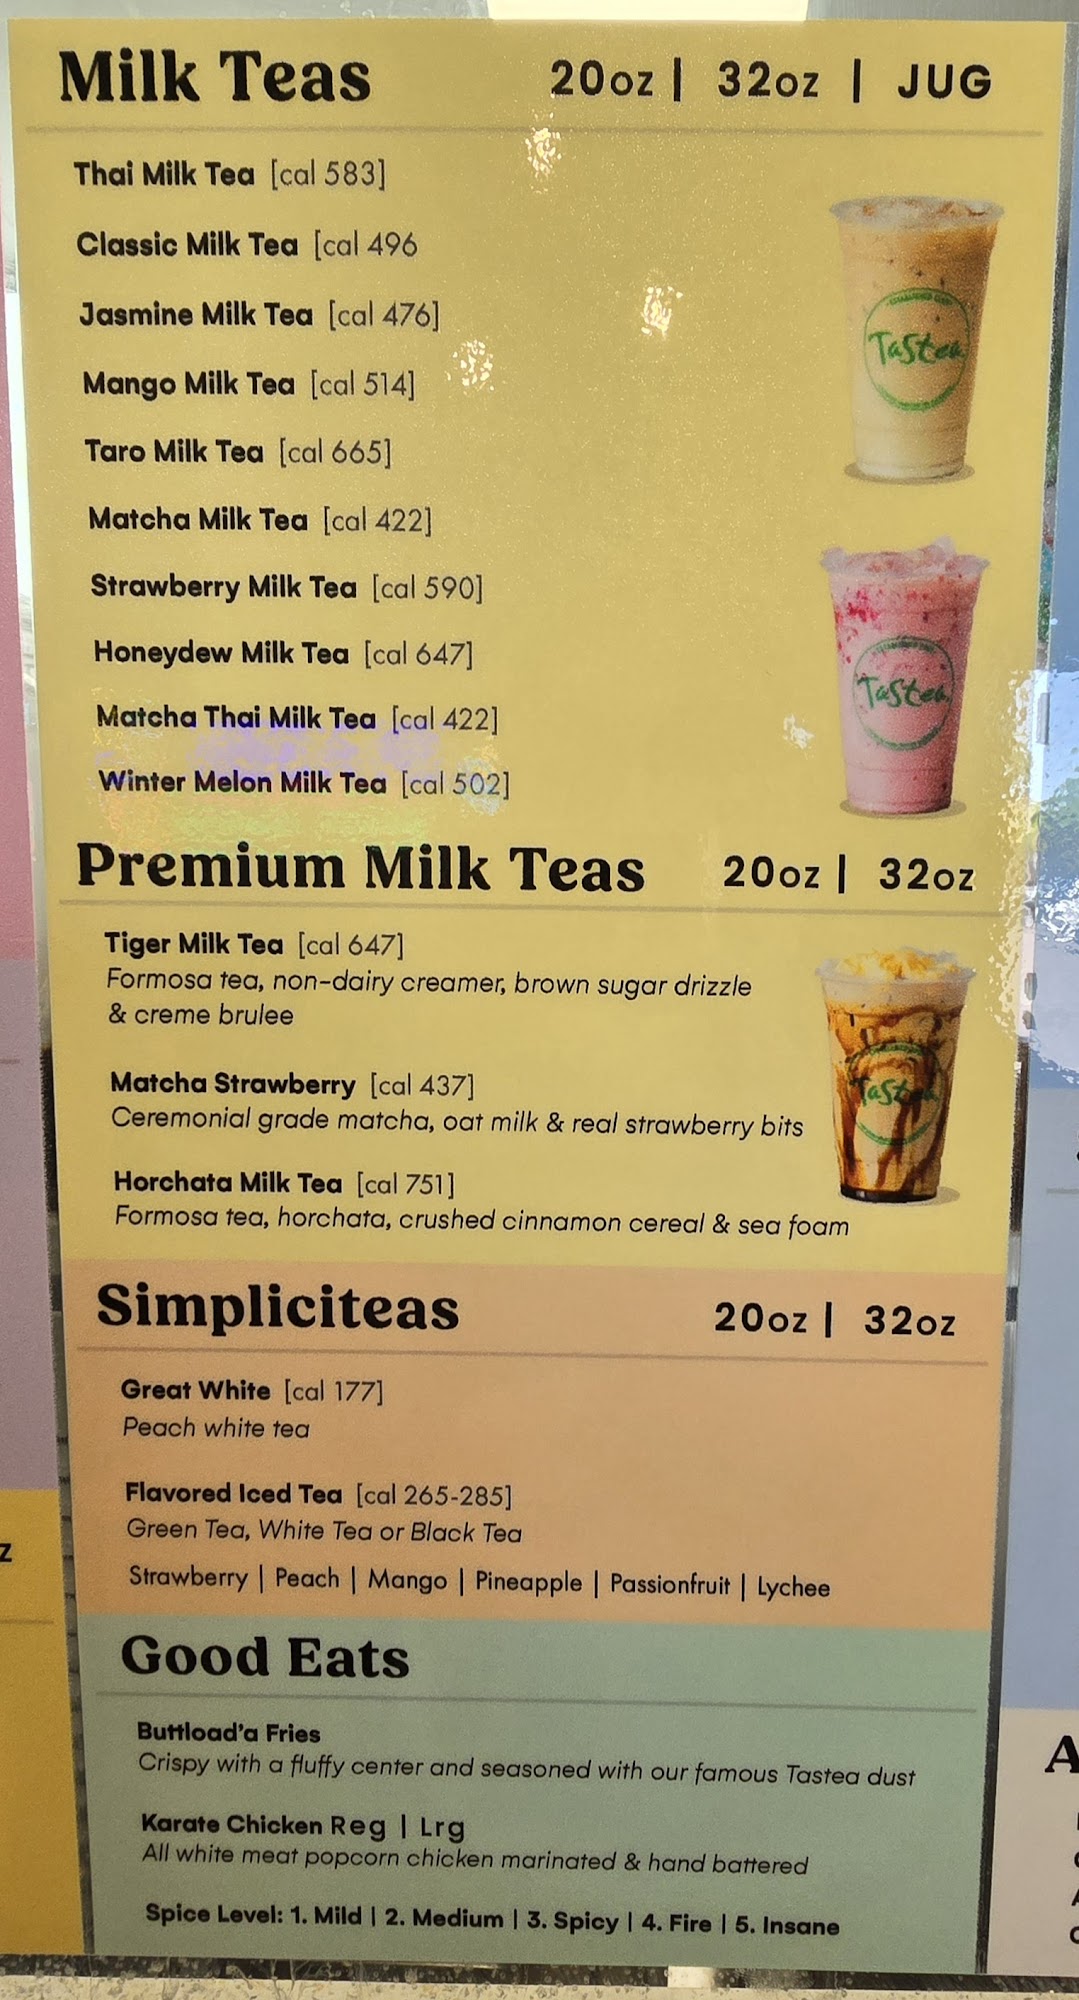 Milk Teas 20oz | 32oz | JUG
Thai Milk Tea [cal 583]
Classic Milk Tea [cal 496
Jasmine Milk Tea [cal 476]
Mango Milk Tea [cal 514]
Taro Milk Tea [cal 665]
Matcha Milk Tea [cal 422]
Strawberry Milk Tea [cal 590]
Honeydew Milk Tea [cal 647]
Matcha Thai Milk Tea [cal 422]
Winter Melon Milk Tea [cal 502]
Tastea
Tastea
Premium Milk Teas 20oz | 32oz
Tiger Milk Tea [cal 647]
Formosa tea, non-dairy creamer, brown sugar drizzle
& creme brulee
Matcha Strawberry [cal 437]
Ceremonial grade matcha, oat milk & real strawberry bits
Horchata Milk Tea [cal 751]
Formosa tea, horchata, crushed cinnamon cereal & sea foam
Tastea
Simpliciteas 20oz | 32oz
Great White [cal 177]
Peach white tea
Flavored Iced Tea [cal 265-285]
Green Tea, White Tea or Black Tea
Strawberry | Peach | Mango | Pineapple | Passionfruit | Lychee
Good Eats
Buttload'a Fries
Crispy with a fluffy center and seasoned with our famous Tastea dust
Karate Chicken Reg | Lrg
All white meat popcorn chicken marinated & hand battered
Spice Level: 1. Mild | 2. Medium | 3. Spicy | 4. Fire | 5. Insane